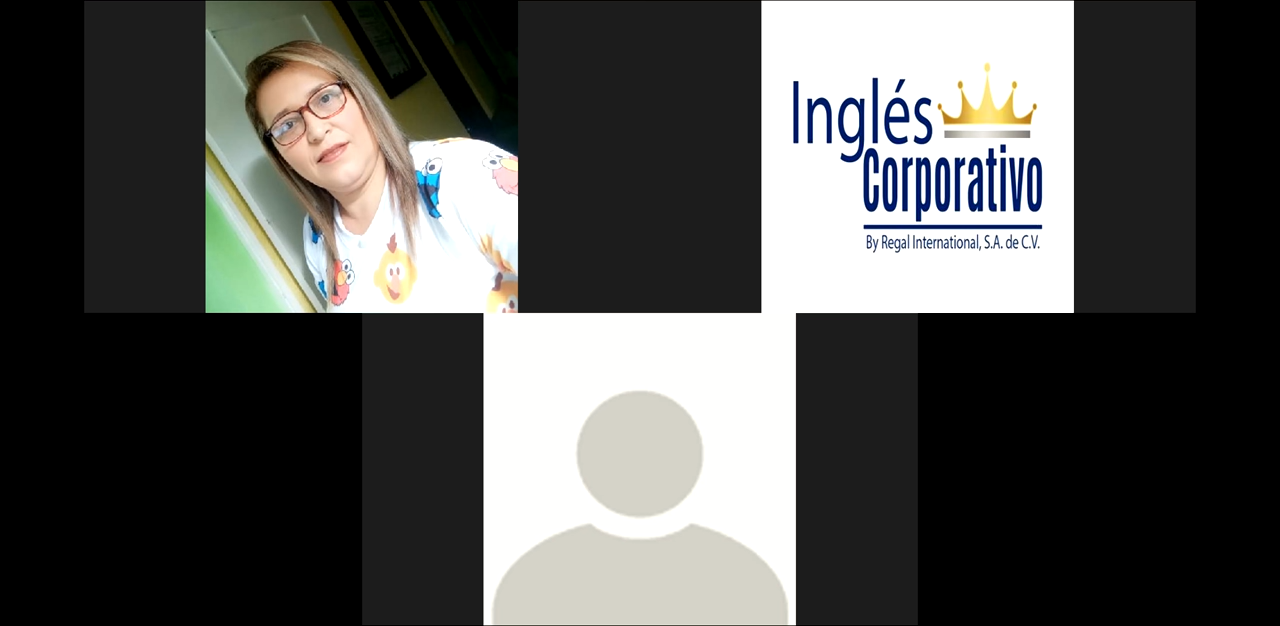 Inglés
Corporativo
By Regal International, S.A. de C.V.